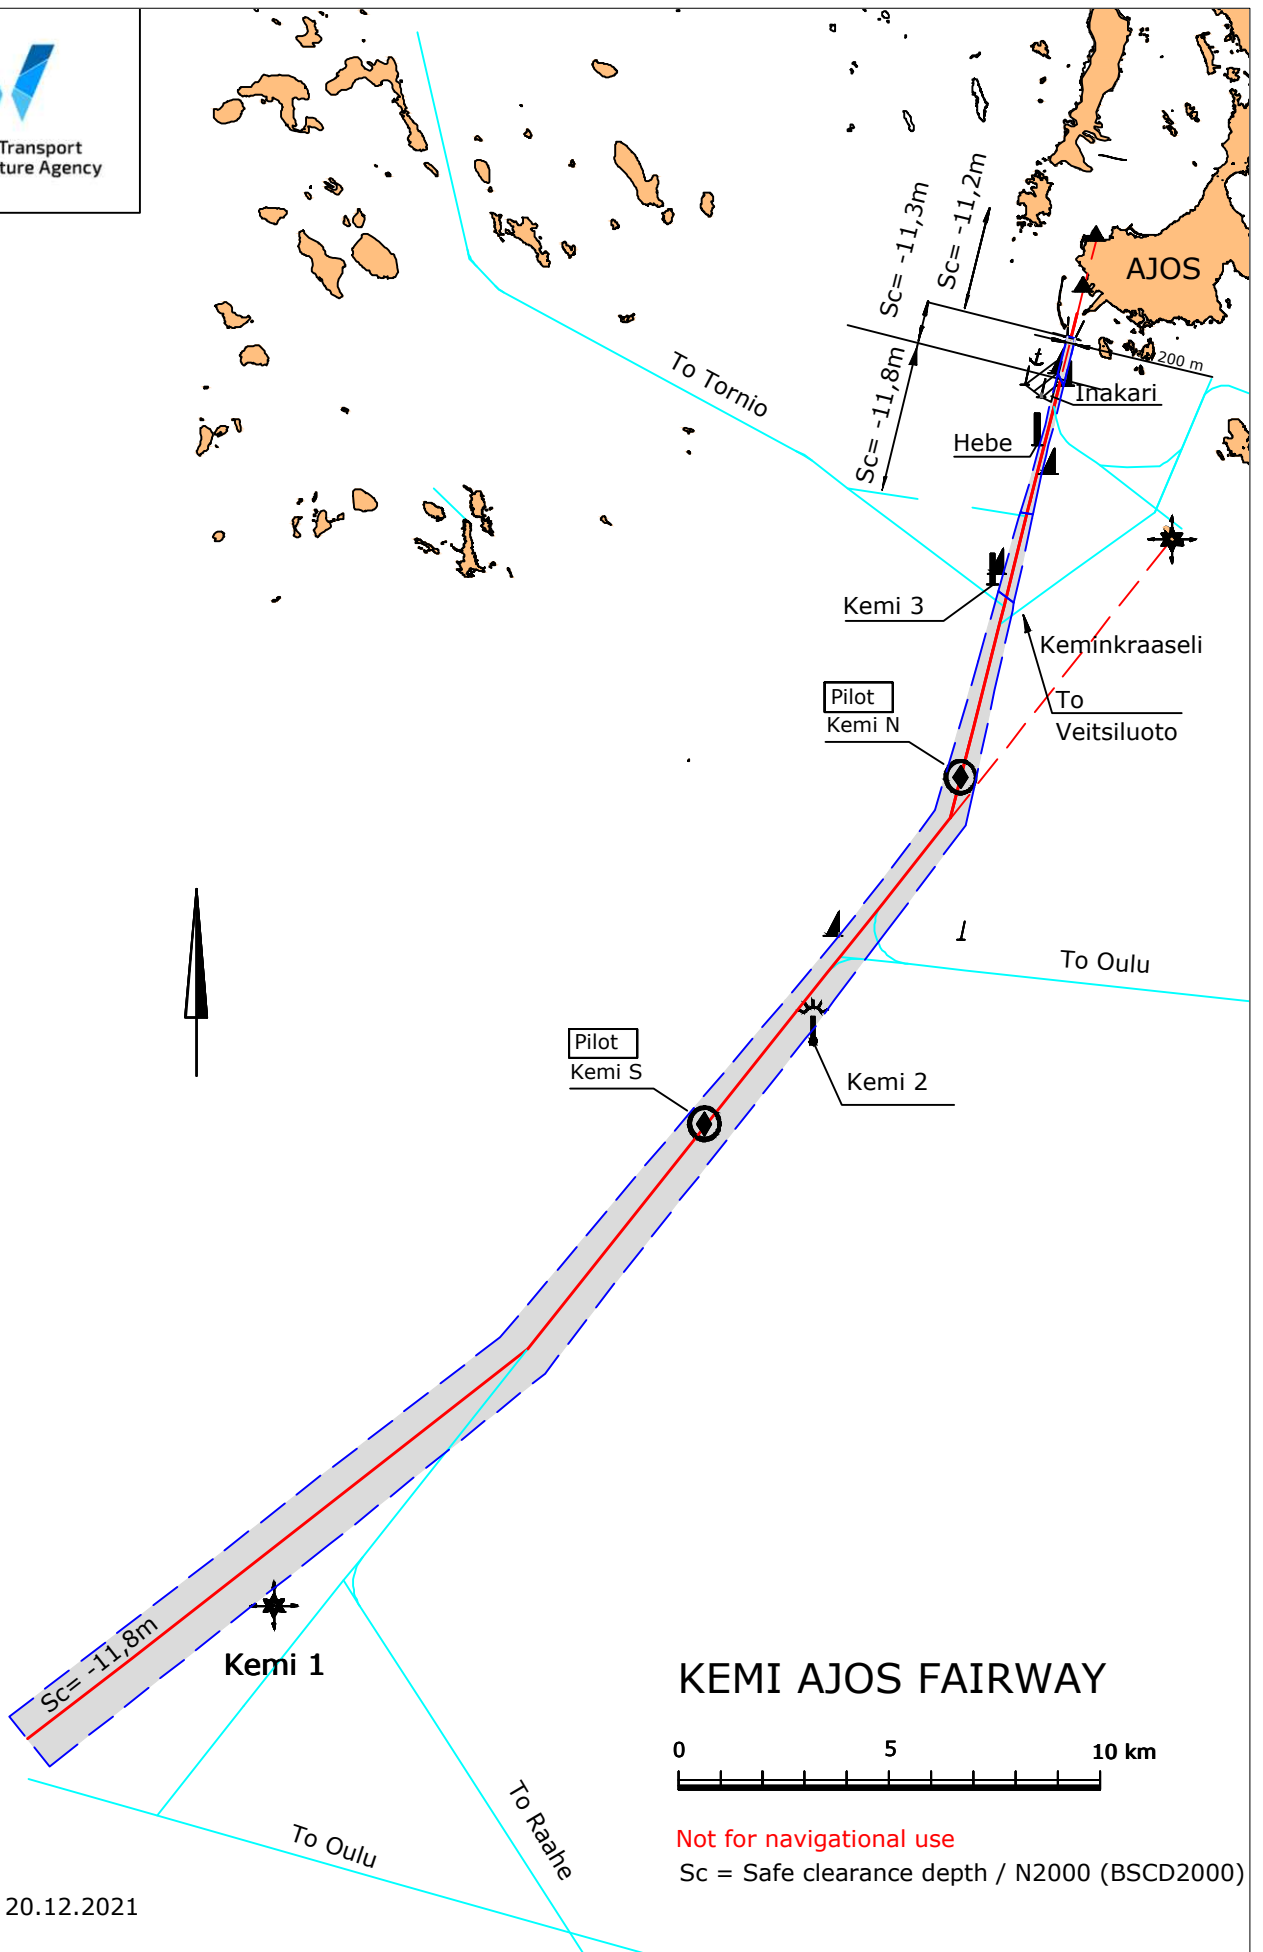 Transport
ture Agency
Sc= -11,3m
Sc= -11,2m
AJOS
To Tornio
Sc= -11,8m
200 m
Inakari
Hebe
Kemi 3
Keminkraaseli
Pilot
Kemi N
To
Veitsiluoto
To Oulu
Pilot
Kemi S
Kemi 2
Sc= -11,8m
Kemi 1
KEMI AJOS FAIRWAY
0 5 10 km
To Raahe
To Oulu
Not for navigational use
Sc = Safe clearance depth / N2000 (BSCD2000)
20.12.2021